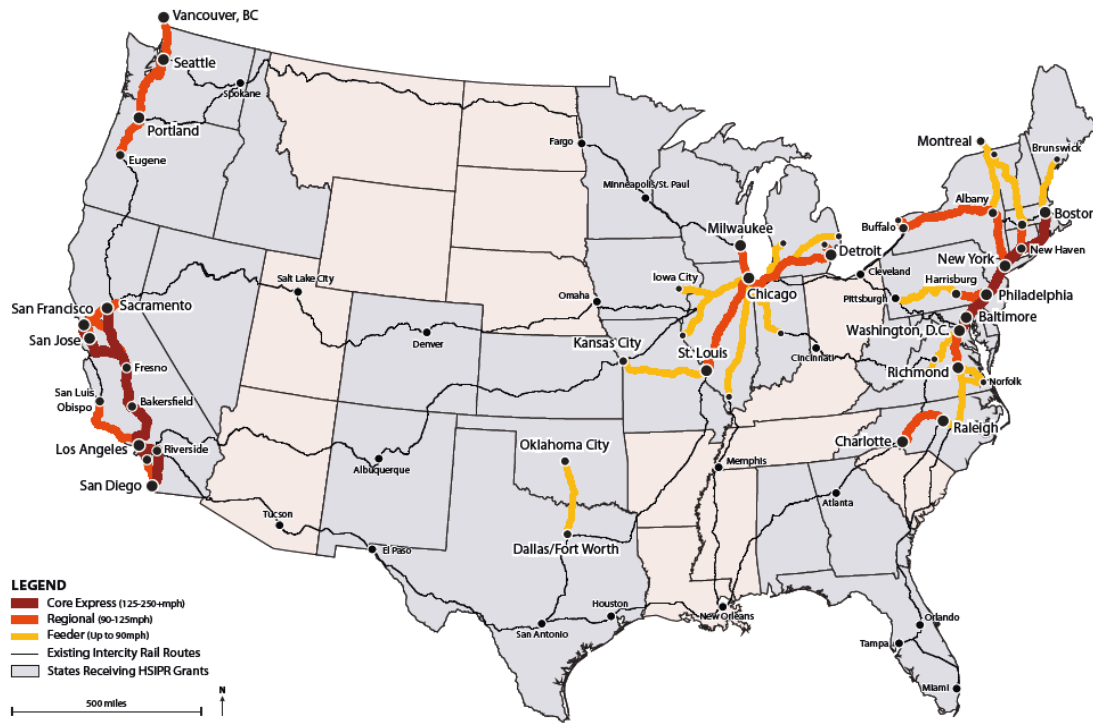 Vancouver, BC
Seattle
Spokane
Portland
Eugene
Fargo
Minneapolis/St. Paul
Milwaukee
Montreal
Brunswick
Albany
Boston
Buffalo
Detroit
New Haven
New York
Cleveland
Harrisburg
Pittsburgh
Philadelphia
Baltimore
Washington, D.C.
Chicago
Iowa City
Omaha
Salt Lake City
San Francisco
Sacramento
San Jose
Denver
Kansas City
St. Louis
Cincinnati
Richmond
Norfolk
Fresno
San Luis
Obispo
Bakersfield
Raleigh
Charlotte
Los Angeles
Riverside
Oklahoma City
Albuquerque
Memphis
San Diego
Atlanta
Tucson
El Paso
Dallas/Fort Worth
Houston
New Orleans
San Antonio
Orlando
Tampa
Miami
LEGEND
Core Express (125-250+mph)
Regional (90-125mph)
Feeder (Up to 90mph)
Existing Intercity Rail Routes
States Receiving HSIPR Grants
500 miles
N